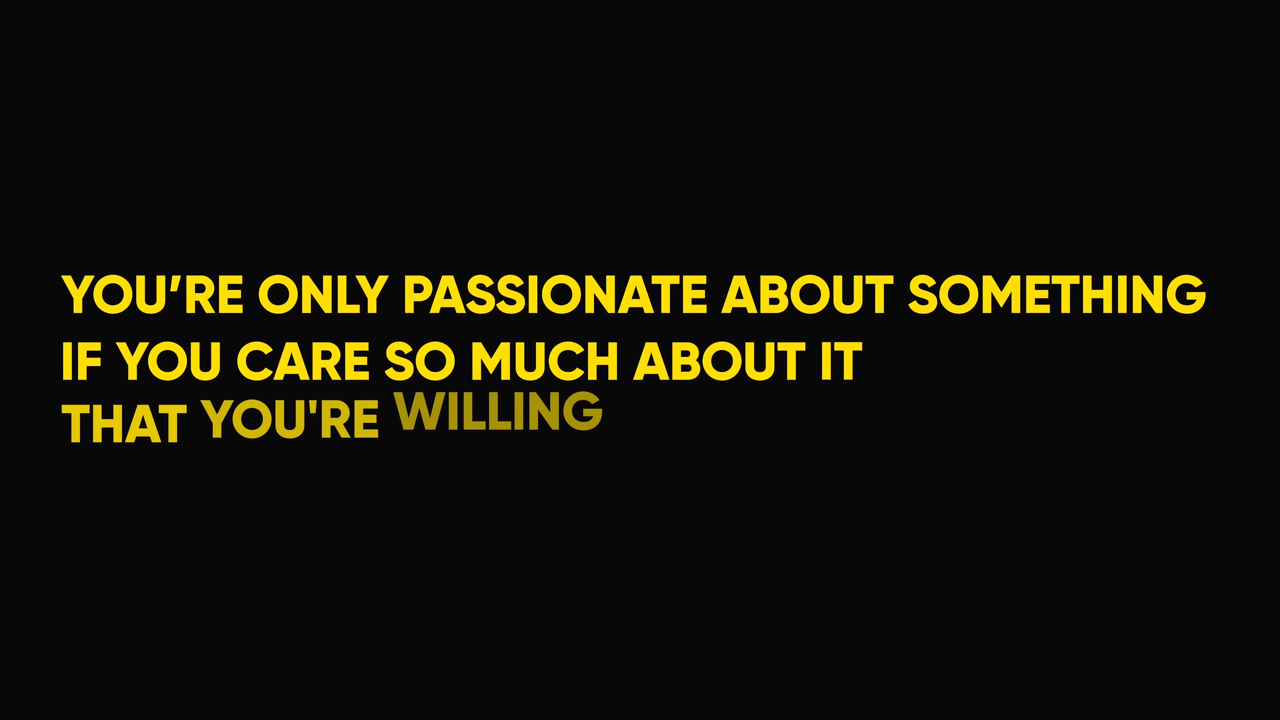 YOU’RE ONLY PASSIONATE ABOUT SOMETHING
IF YOU CARE SO MUCH ABOUT IT
THAT YOU'RE WILLING